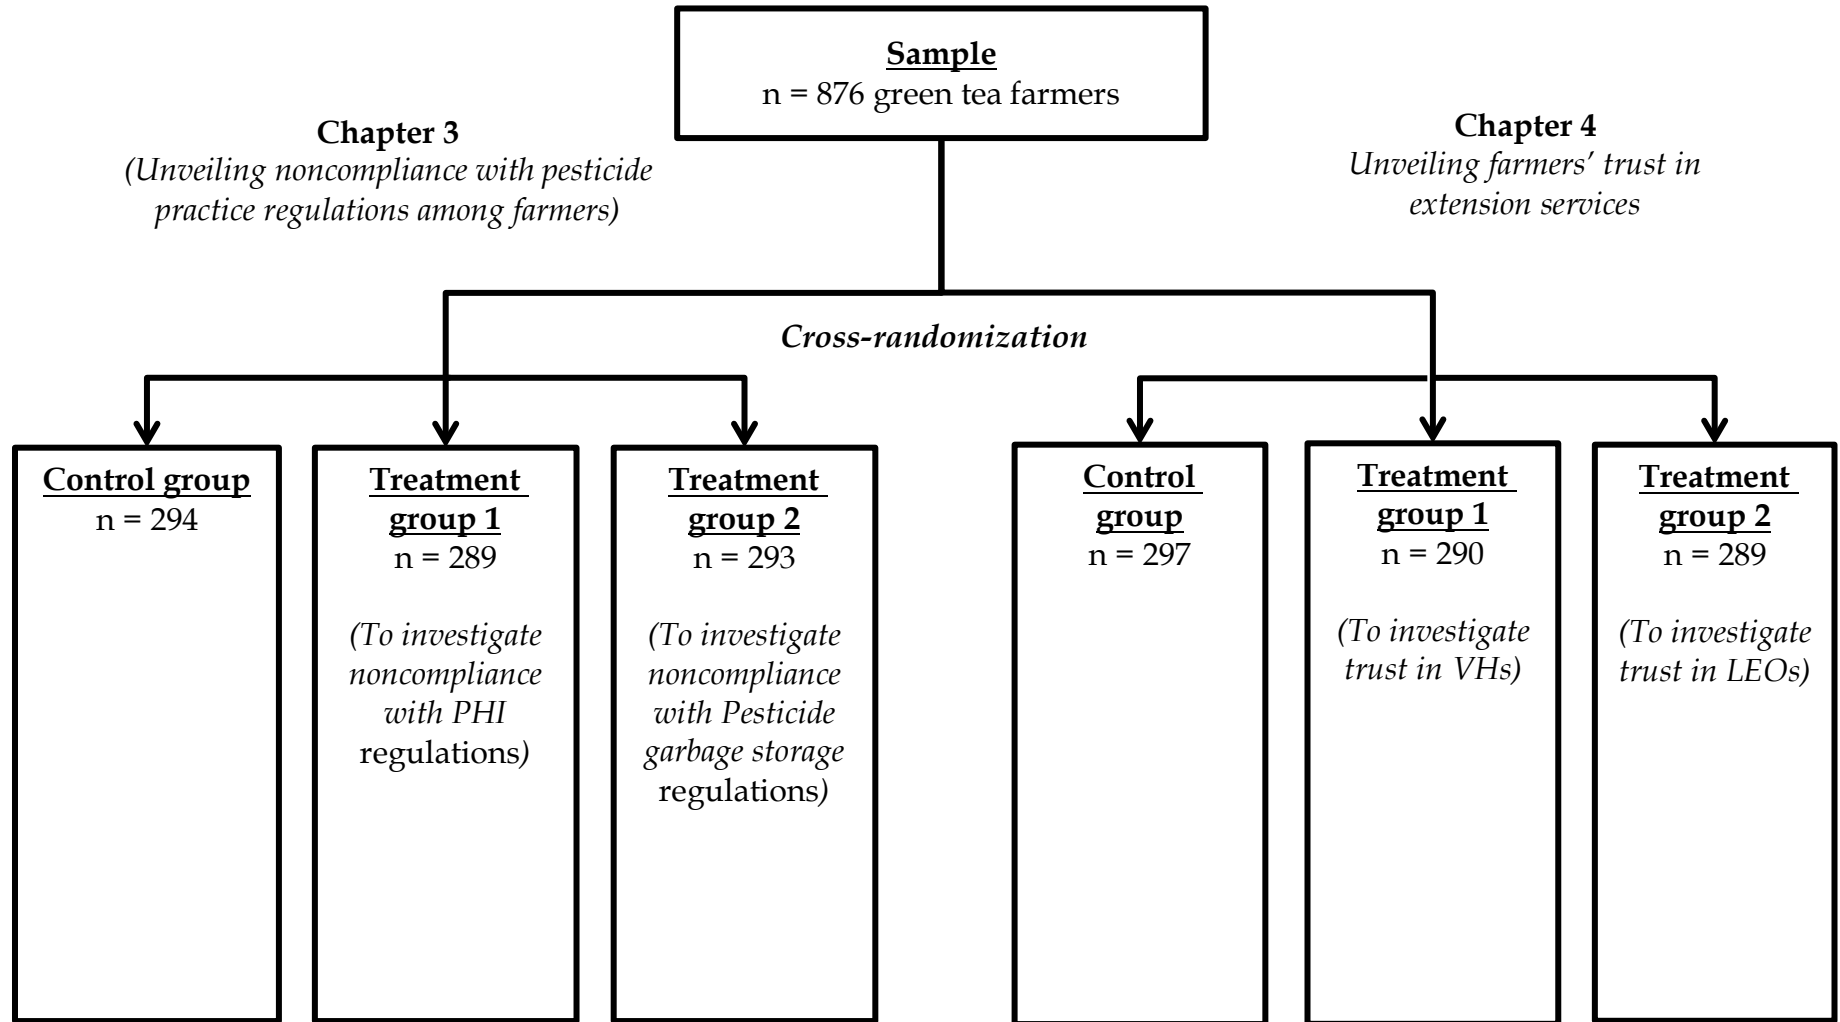 Sample
n = 876 green tea farmers
Chapter 3
(Unveiling noncompliance with pesticide
practice regulations among farmers)
Chapter 4
Unveiling farmers’ trust in
extension services
Cross-randomization
Control group
n = 294
Treatment
group 1
n = 289
(To investigate
noncompliance
with PHI
regulations)
Treatment
group 2
n = 293
(To investigate
noncompliance
with Pesticide
garbage storage
regulations)
Control
group
n = 297
Treatment
group 1
n = 290
(To investigate
trust in VHs)
Treatment
group 2
n = 289
(To investigate
trust in LEOs)